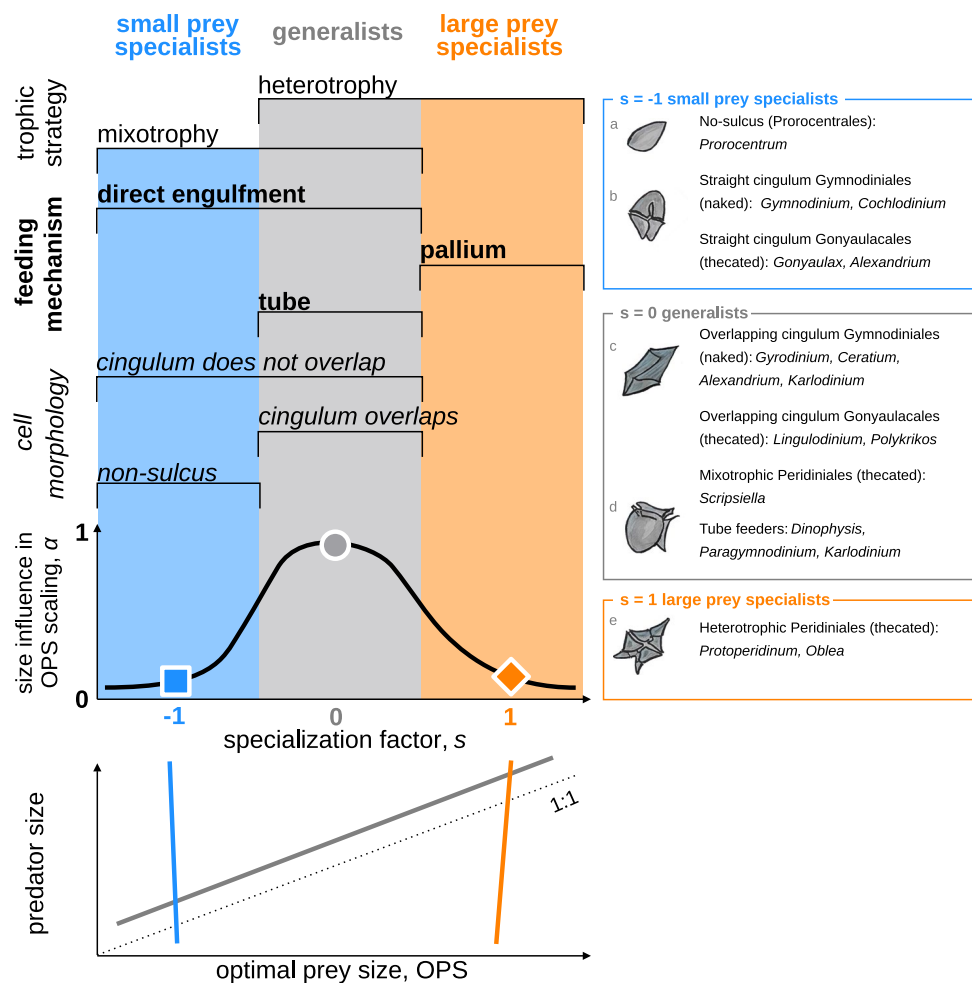 small prey
specialists
generalists
large prey
specialists
trophic
strategy
heterotrophy
mixotrophy
feeding
mechanism
direct engulfment
pallium
tube
cell
morphology
cingulum does not overlap
cingulum overlaps
non-sulcus
size influence in
OPS scaling, α
1
0
-1
0
1
specialization factor, s
predator size
1:1
optimal prey size, OPS
s = -1 small prey specialists
a
No-sulcus (Prorocentrales):
Prorocentrum
b
Straight cingulum Gymnodiniales
(naked): Gymnodinium, Cochlodinium
Straight cingulum Gonyaulacales
(thecated): Gonyaulax, Alexandrium
s = 0 generalists
c
Overlapping cingulum Gymnodiniales
(naked): Gyrodinium, Ceratium,
Alexandrium, Karlodinium
Overlapping cingulum Gonyaulacales
(thecated): Lingulodinium, Polykrikos
Mixotrophic Peridiniales (thecated):
Scripsiella
d
Tube feeders: Dinophysis,
Paragymnodinium, Karlodinium
s = 1 large prey specialists
e
Heterotrophic Peridiniales (thecated):
Protoperidinum, Oblea